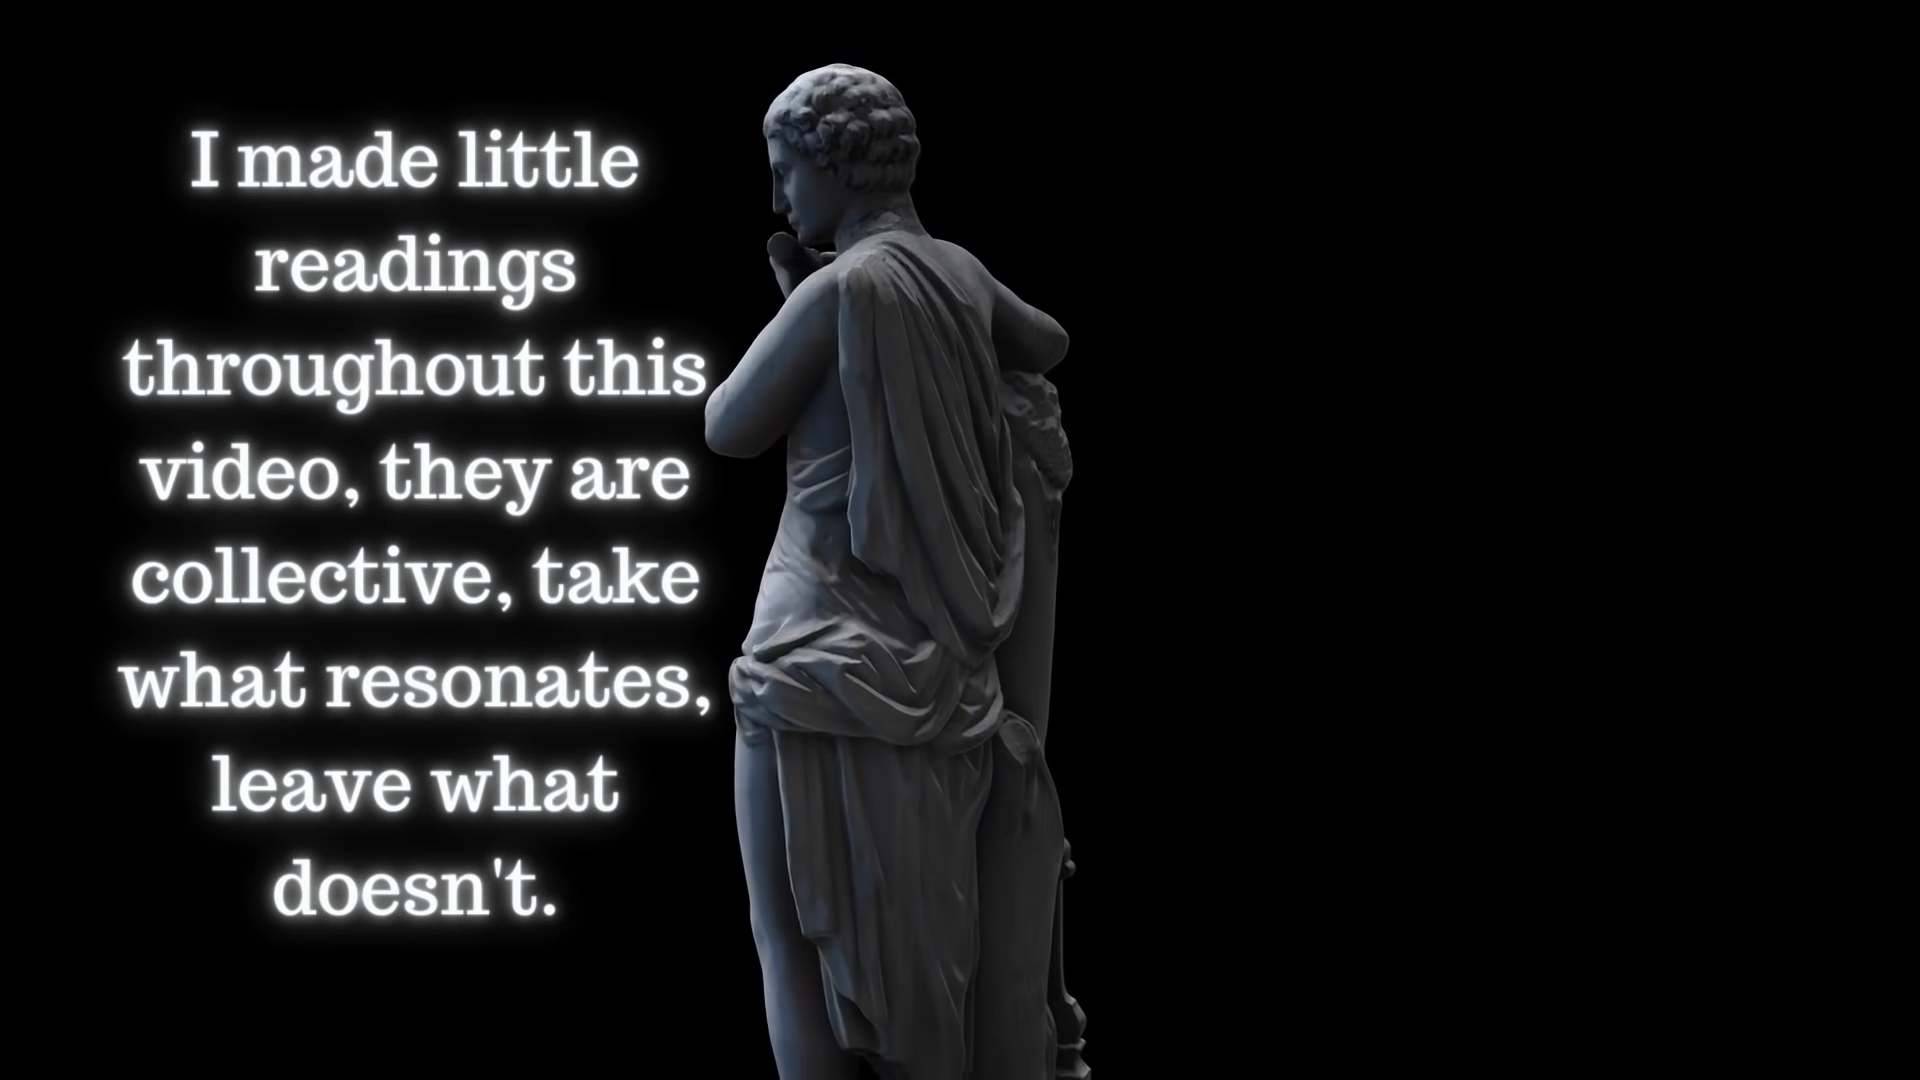 I made little
readings
throughout this
video, they are
collective, take
what resonates,
leave what
doesn't.